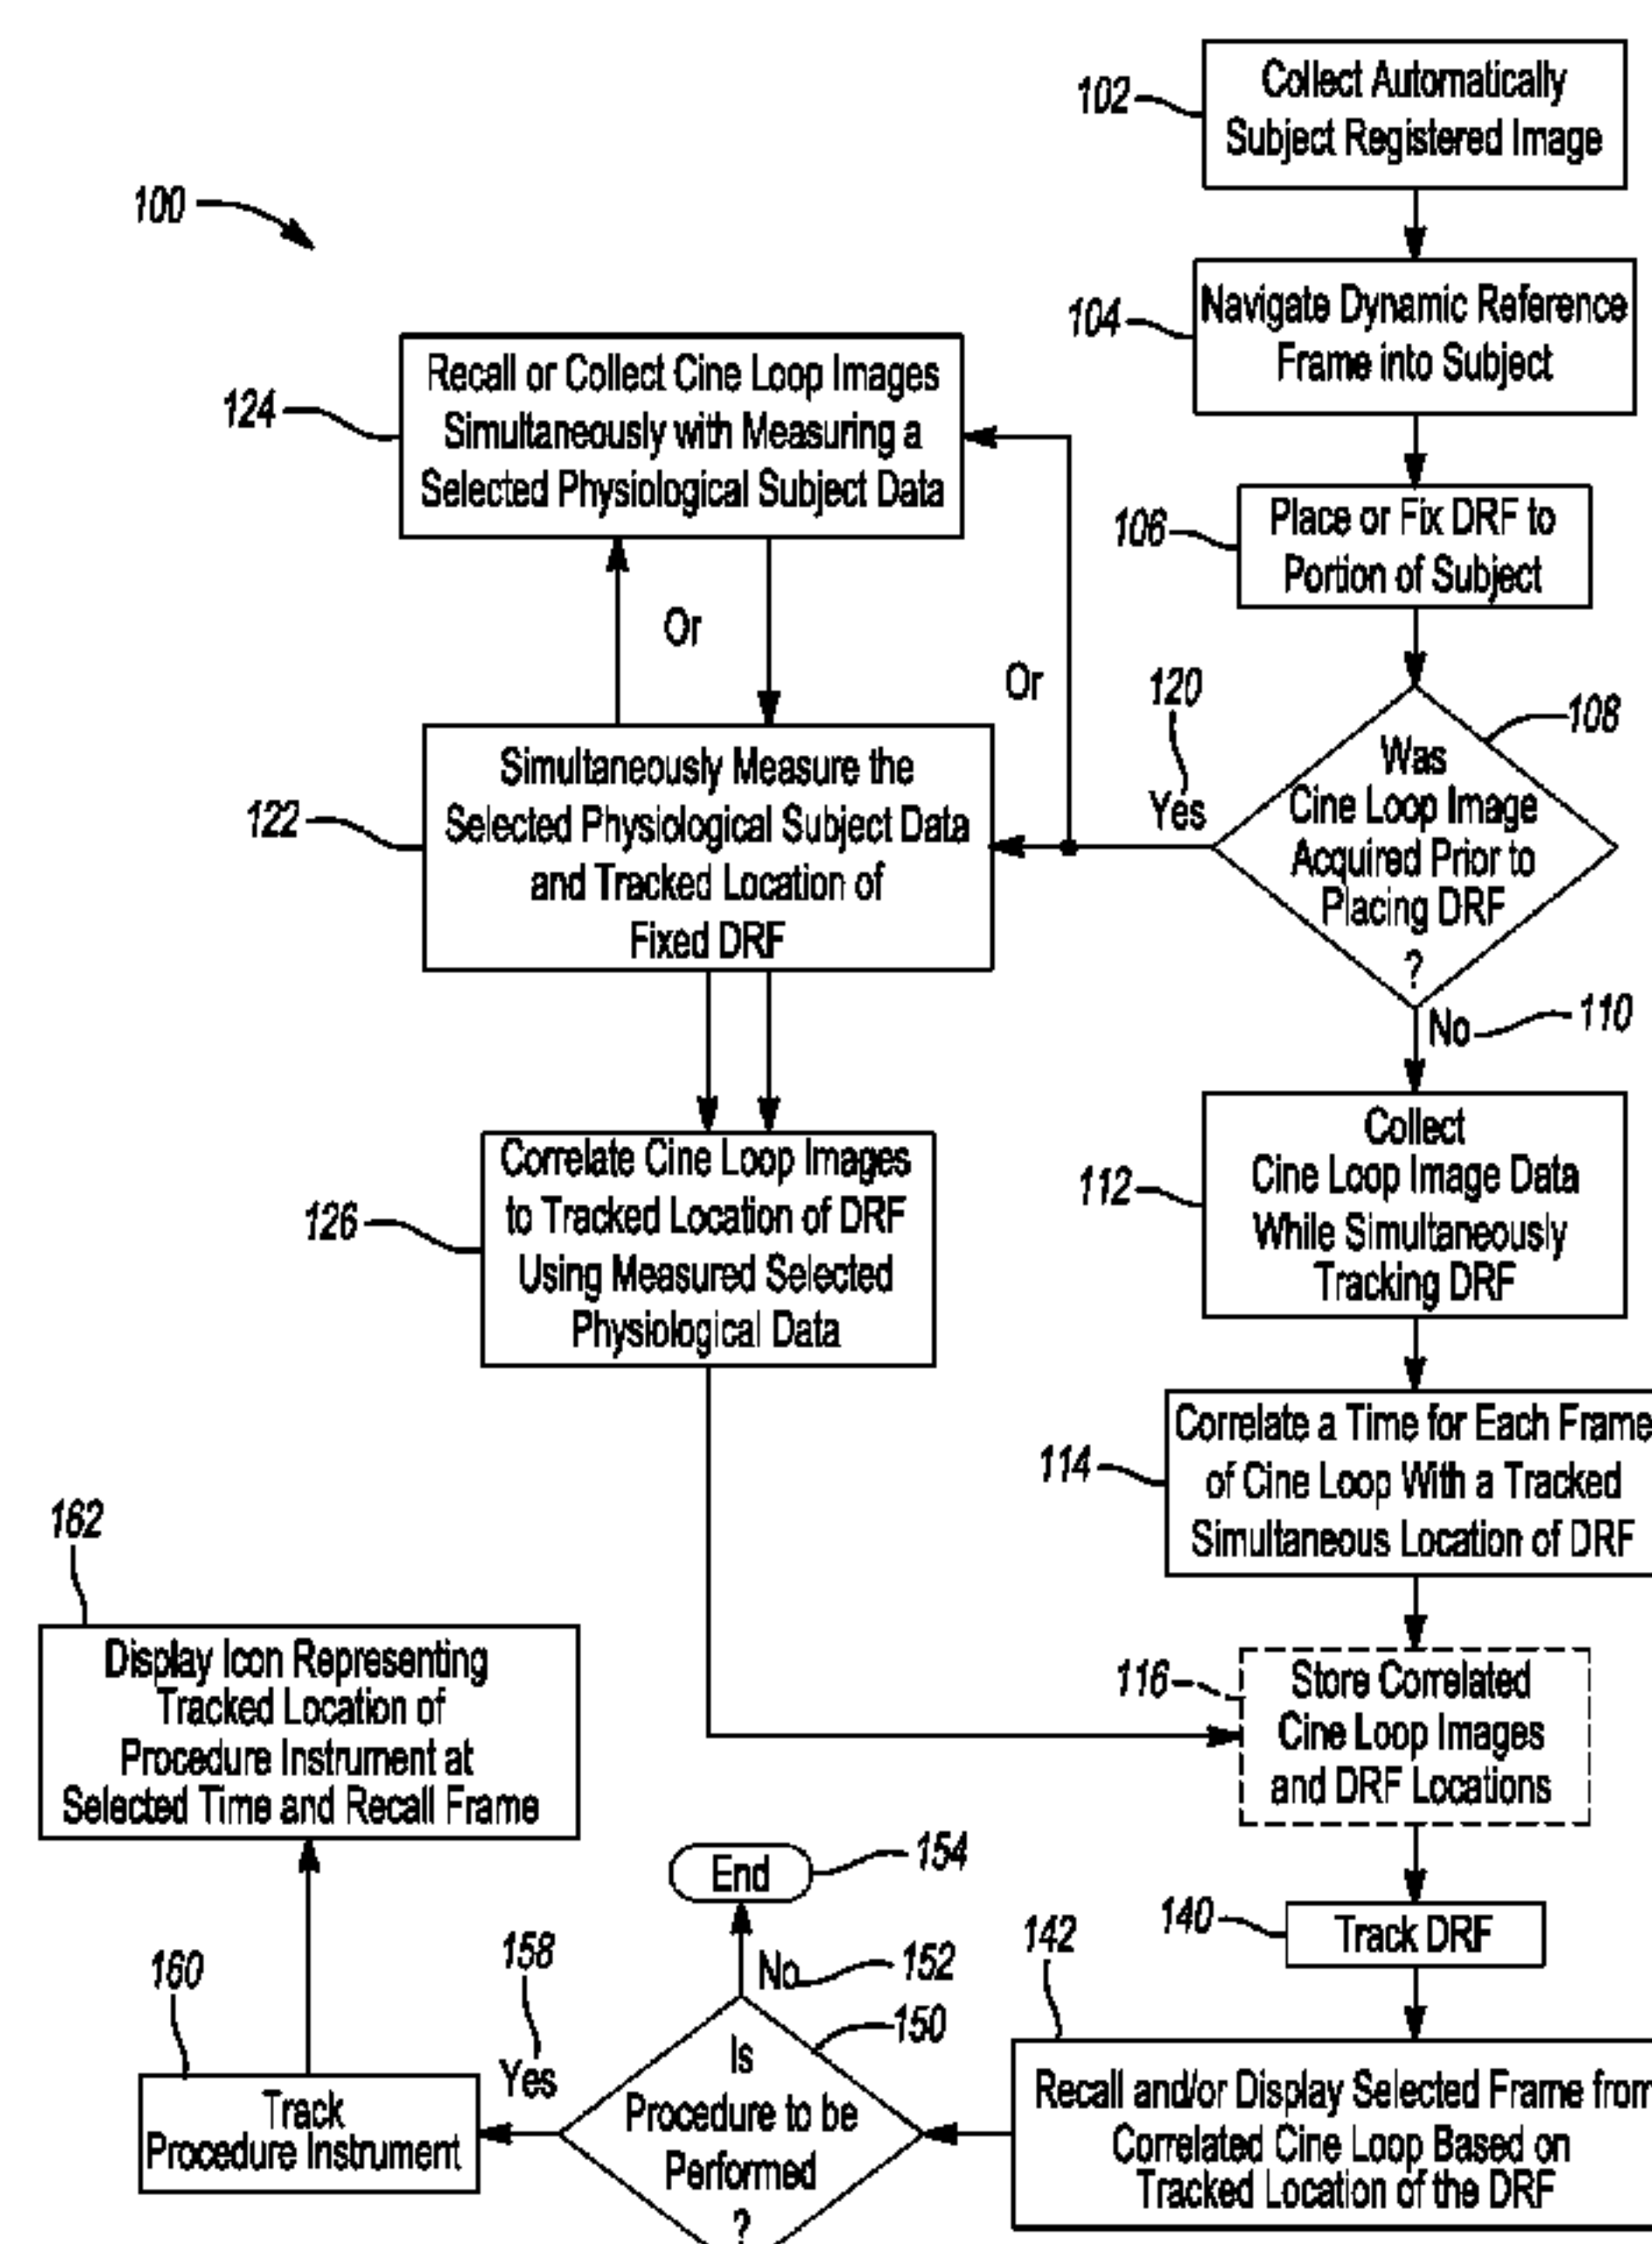 100
102
Collect Automatically
Subject Registered Image
104
Navigate Dynamic Reference
Frame into Subject
106
Place or Fix DRF to
Portion of Subject
108
Was
Cine Loop Image
Acquired Prior to
Placing DRF
?
120
Yes
Or
Or
124
Recall or Collect Cine Loop Images
Simultaneously with Measuring a
Selected Physiological Subject Data
122
Simultaneously Measure the
Selected Physiological Subject Data
and Tracked Location of
Fixed DRF
126
Correlate Cine Loop Images
to Tracked Location of DRF
Using Measured Selected
Physiological Data
No
110
112
Collect
Cine Loop Image Data
While Simultaneously
Tracking DRF
114
Correlate a Time for Each Frame
of Cine Loop With a Tracked
Simultaneous Location of DRF
116
Store Correlated
Cine Loop Images
and DRF Locations
140
Track DRF
142
Recall and/or Display Selected Frame from
Correlated Cine Loop Based on
Tracked Location of the DRF
150
Is
Procedure to be
Performed
?
No
152
End
154
158
Yes
160
Track
Procedure Instrument
162
Display Icon Representing
Tracked Location of
Procedure Instrument at
Selected Time and Recall Frame